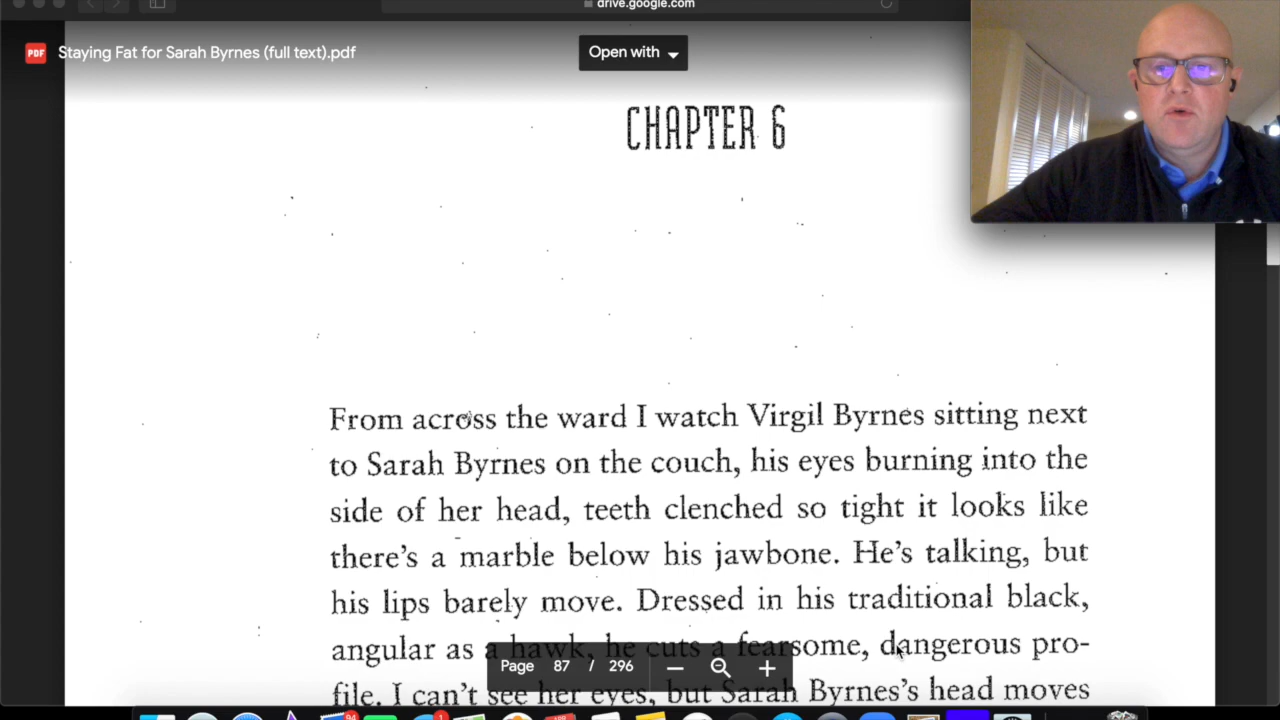 drive.google.com
PDF Staying Fat for Sarah Byrnes (full text).pdf
Open with
CHAPTER 6
From across the ward I watch Virgil Byrnes sitting next
to Sarah Byrnes on the couch, his eyes burning into the
side of her head, teeth clenched so tight it looks like
there's a marble below his jawbone. He's talking, but
his lips barely move. Dressed in his traditional black,
angular as a hawk, he cuts a fearsome, dangerous pro-
file. I can't see her eyes, but Sarah Byrnes's head moves
Page 87 / 296